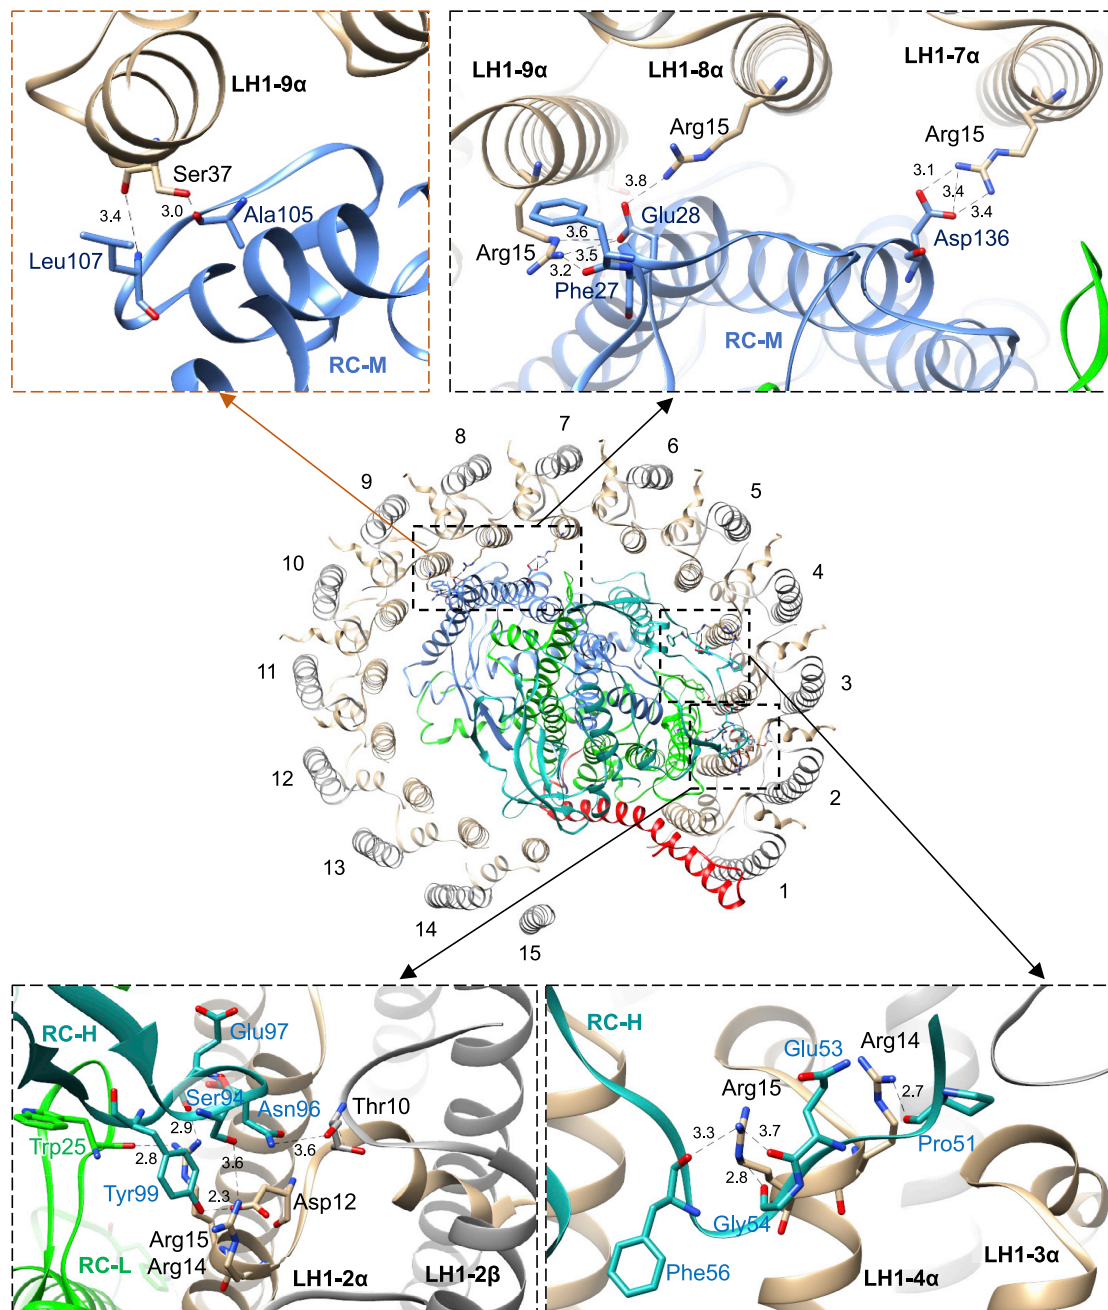 LH1-9α
Ser37
3.4
3.0
Ala105
Leu107
RC-M
LH1-9α
LH1-8α
LH1-7α
Arg15
Arg15
3.8
3.1
3.4
3.4
Glu28
3.6
Arg15
3.5
3.2
Phe27
Asp136
RC-M
7
8
6
9
5
10
4
11
3
12
2
13
1
14
15
RC-H
Glu97
Ser94
Asn96
Thr10
Trp25
2.9
2.8
3.6
3.6
Tyr99
2.3
Asp12
Arg15
Arg14
RC-L
LH1-2α
LH1-2β
RC-H
Glu53
Arg14
Arg15
2.7
3.3
3.7
Pro51
2.8
Gly54
Phe56
LH1-4α
LH1-3α